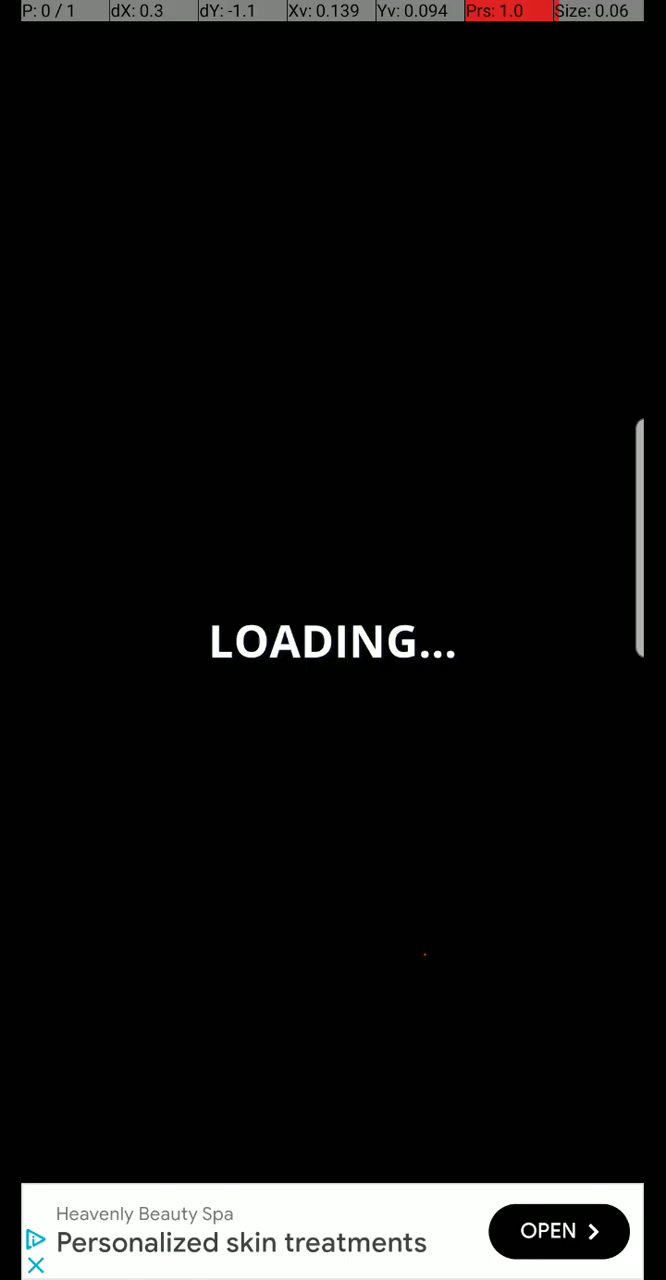 P: 0 / 1 dX: 0.3 dY: -1.1 Xv: 0.139 Yv: 0.094 Prs: 1.0 Size: 0.06
LOADING...
Heavenly Beauty Spa
Personalized skin treatments
OPEN